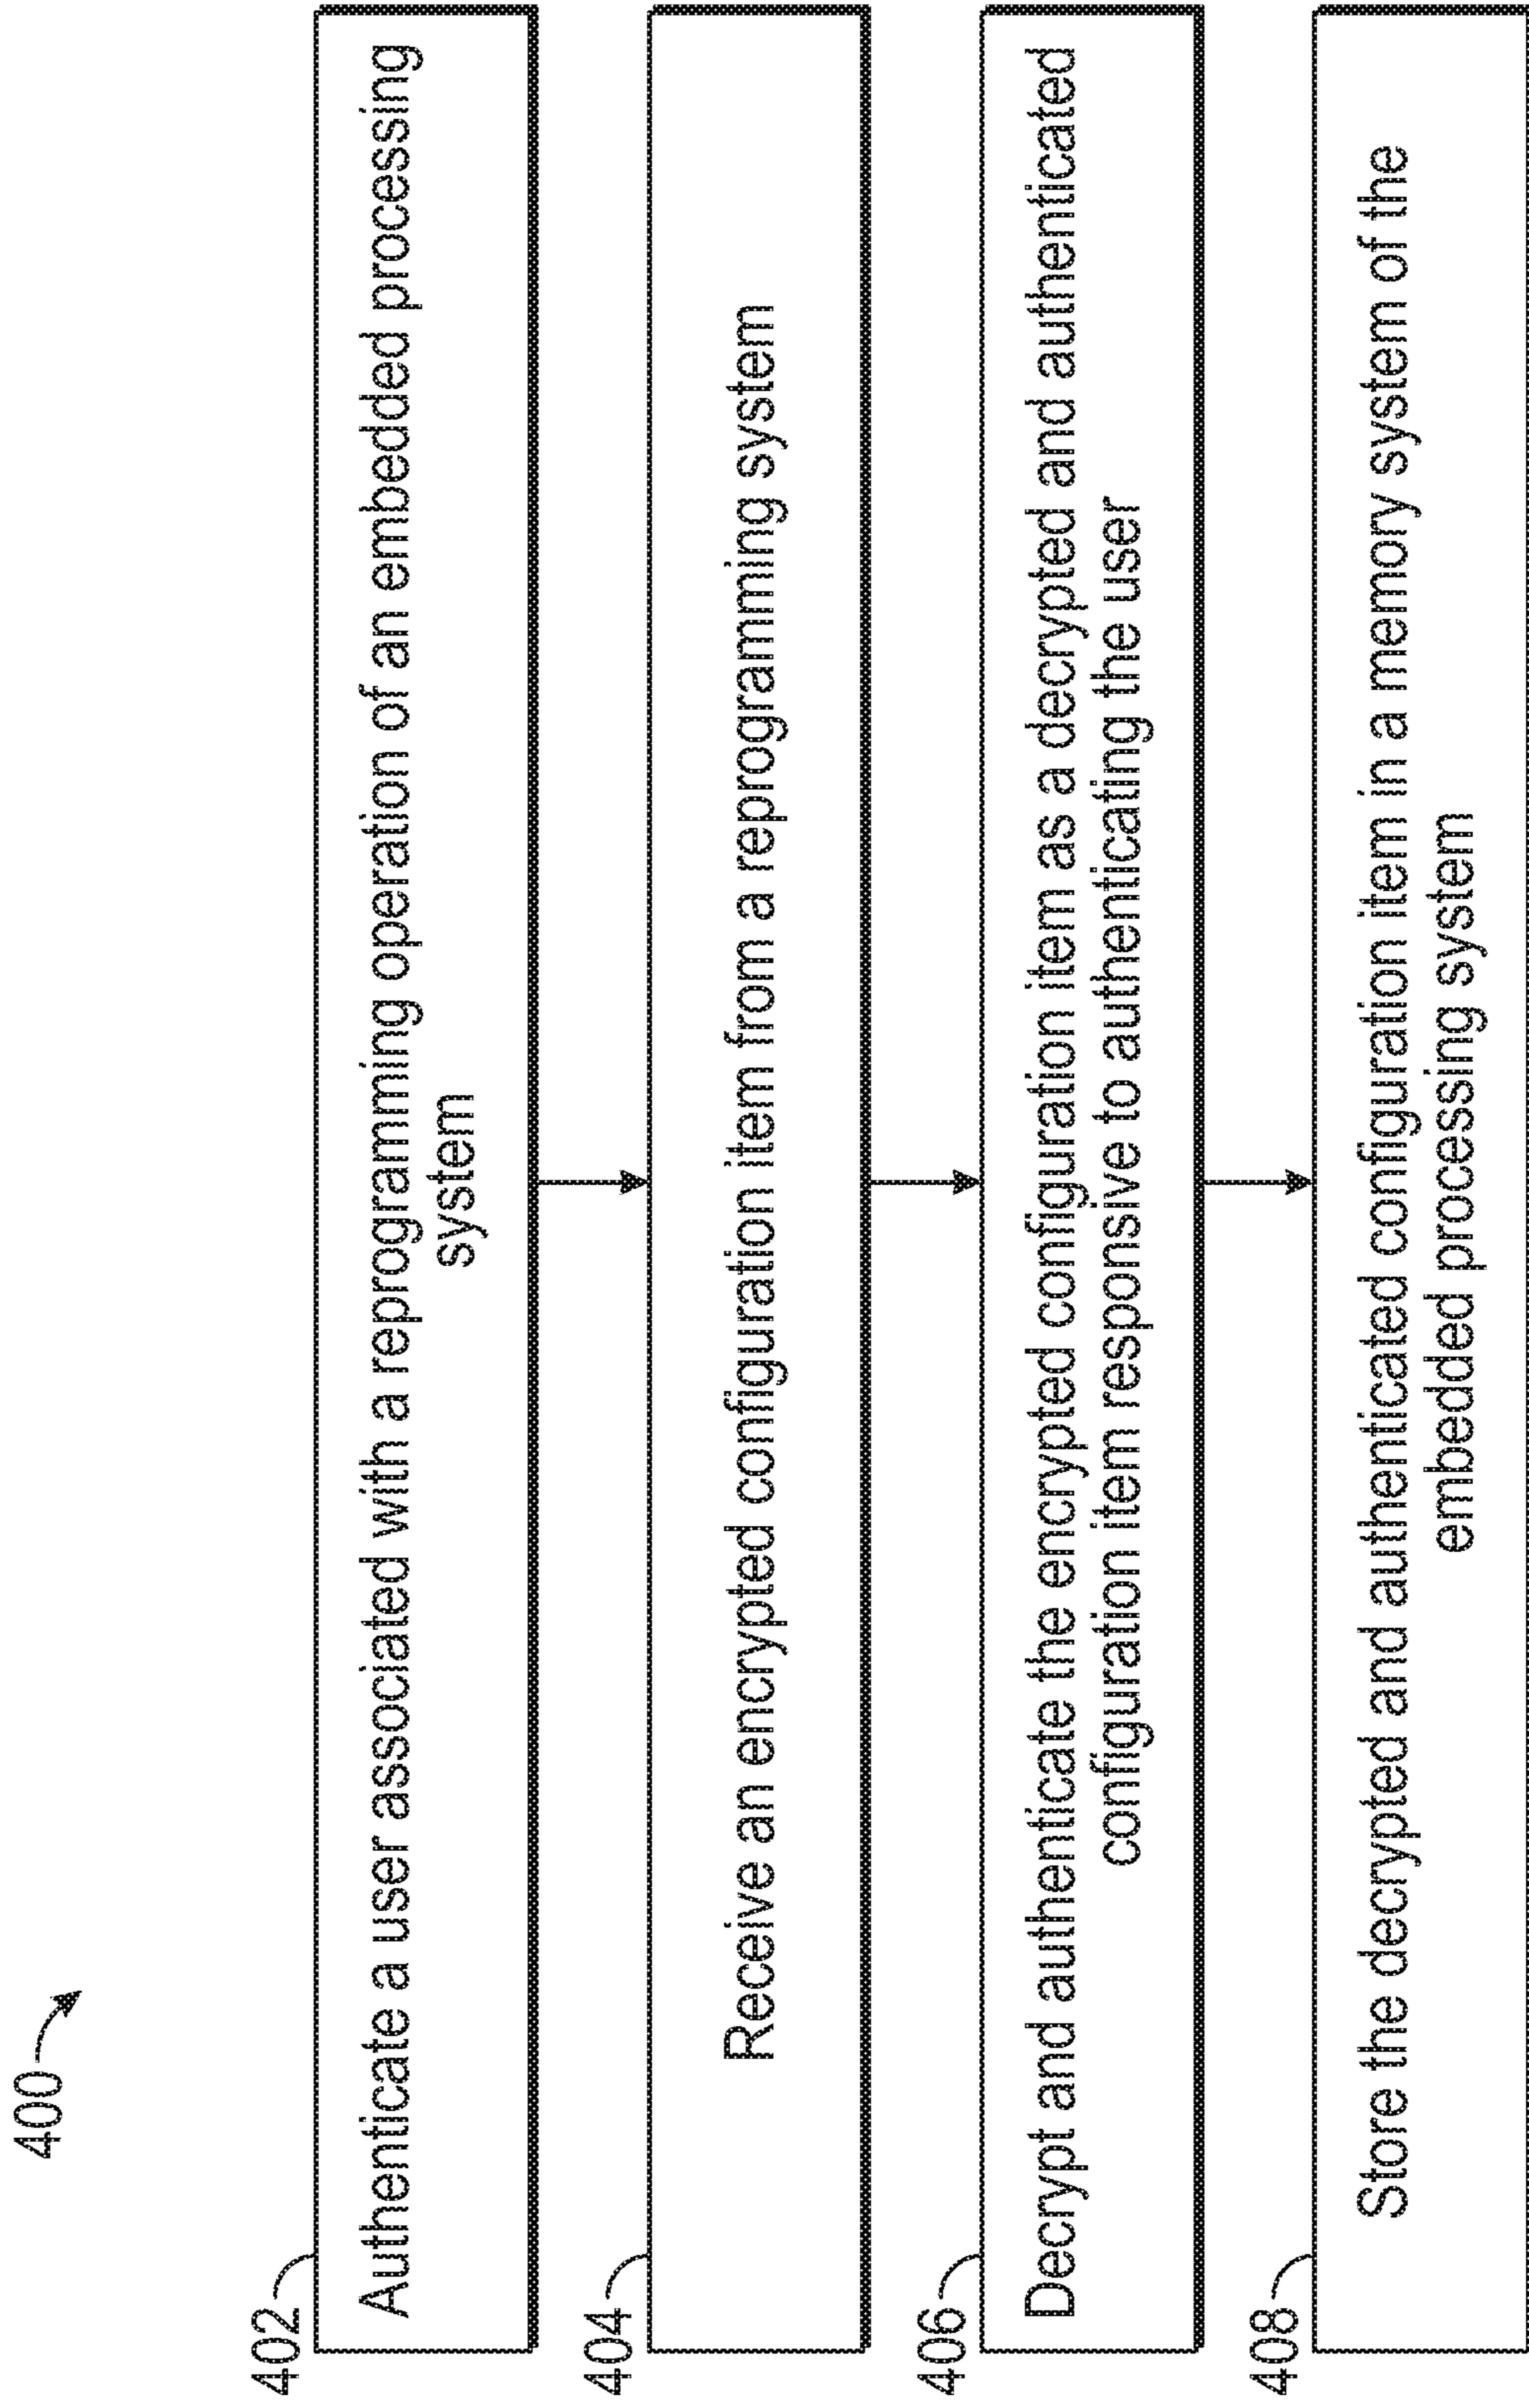 400
402
Authenticate a user associated with a reprogramming operation of an embedded processing
system
404
Receive an encrypted configuration item from a reprogramming system
406
Decrypt and authenticate the encrypted configuration item as a decrypted and authenticated
configuration item responsive to authenticating the user
408
Store the decrypted and authenticated configuration item in a memory system of the
embedded processing system